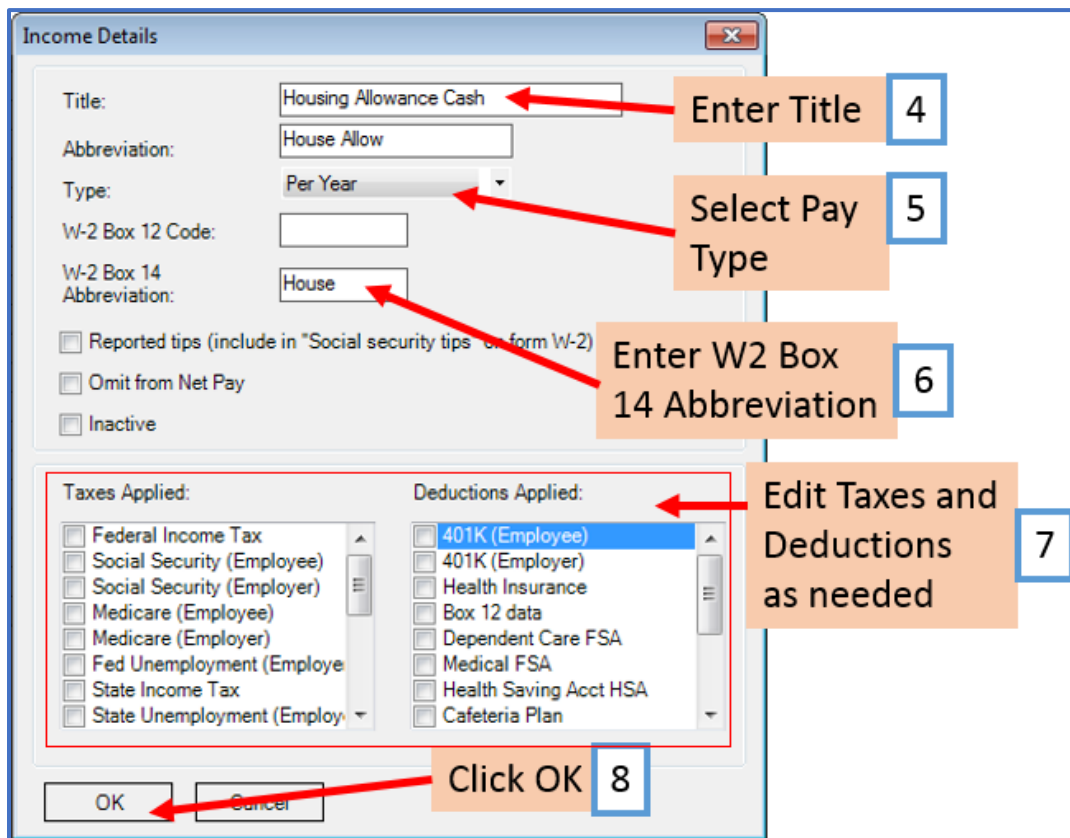 Income Details
Title:
Housing Allowance Cash
Enter Title
4
Abbreviation:
House Allow
Type:
Per Year
Select Pay
Type
5
W-2 Box 12 Code:
W-2 Box 14
Abbreviation:
House
Reported tips (include in "Social security tips" on form W-2)
Enter W2 Box
14 Abbreviation
6
Omit from Net Pay
Inactive
Taxes Applied:
Federal Income Tax
Social Security (Employee)
Social Security (Employer)
Medicare (Employee)
Medicare (Employer)
Fed Unemployment (Employe
State Income Tax
State Unemployment (Employ
Deductions Applied:
401K (Employee)
401K (Employer)
Health Insurance
Box 12 data
Dependent Care FSA
Medical FSA
Health Saving Acct HSA
Cafeteria Plan
Edit Taxes and
Deductions
as needed
7
Click OK
8
OK
Cancel